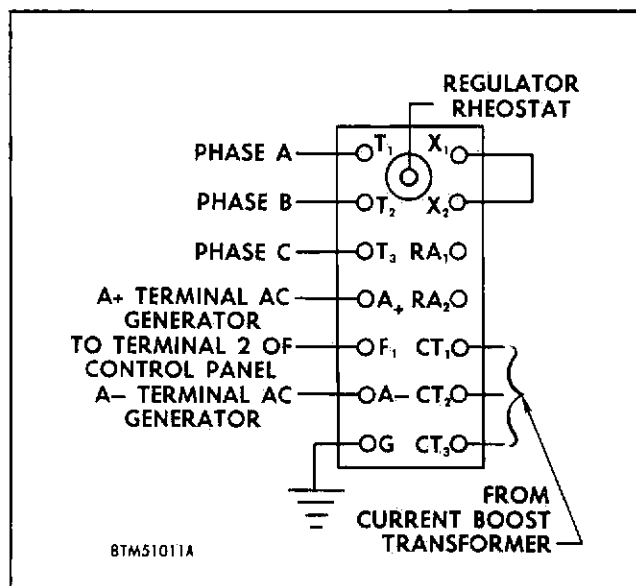 REGULATOR
RHEOSTAT
PHASE A
T₁
X₁
PHASE B
T₂
X₂
PHASE C
T₃
RA₁
A+ TERMINAL AC
GENERATOR
A+
RA₂
TO TERMINAL 2 OF
CONTROL PANEL
F₁
CT₁
A− TERMINAL AC
GENERATOR
A−
CT₂
G
CT₃
FROM
CURRENT BOOST
TRANSFORMER
8TM51011A